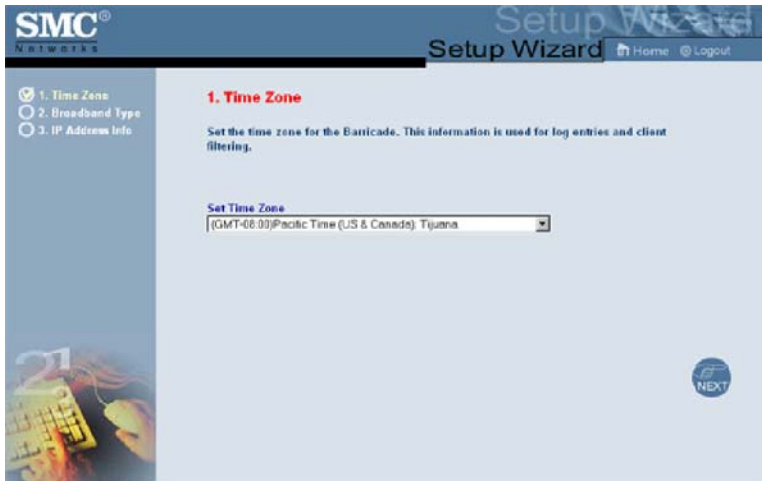 SMC®
Networks
Setup Wizard
Setup Wizard
Home
Logout
1. Time Zone
2. Broadband Type
3. IP Address Info
1. Time Zone
Set the time zone for the Barricade. This information is used for log entries and client
filtering.
Set Time Zone
(GMT-08:00)Pacific Time (US & Canada); Tijuana
NEXT